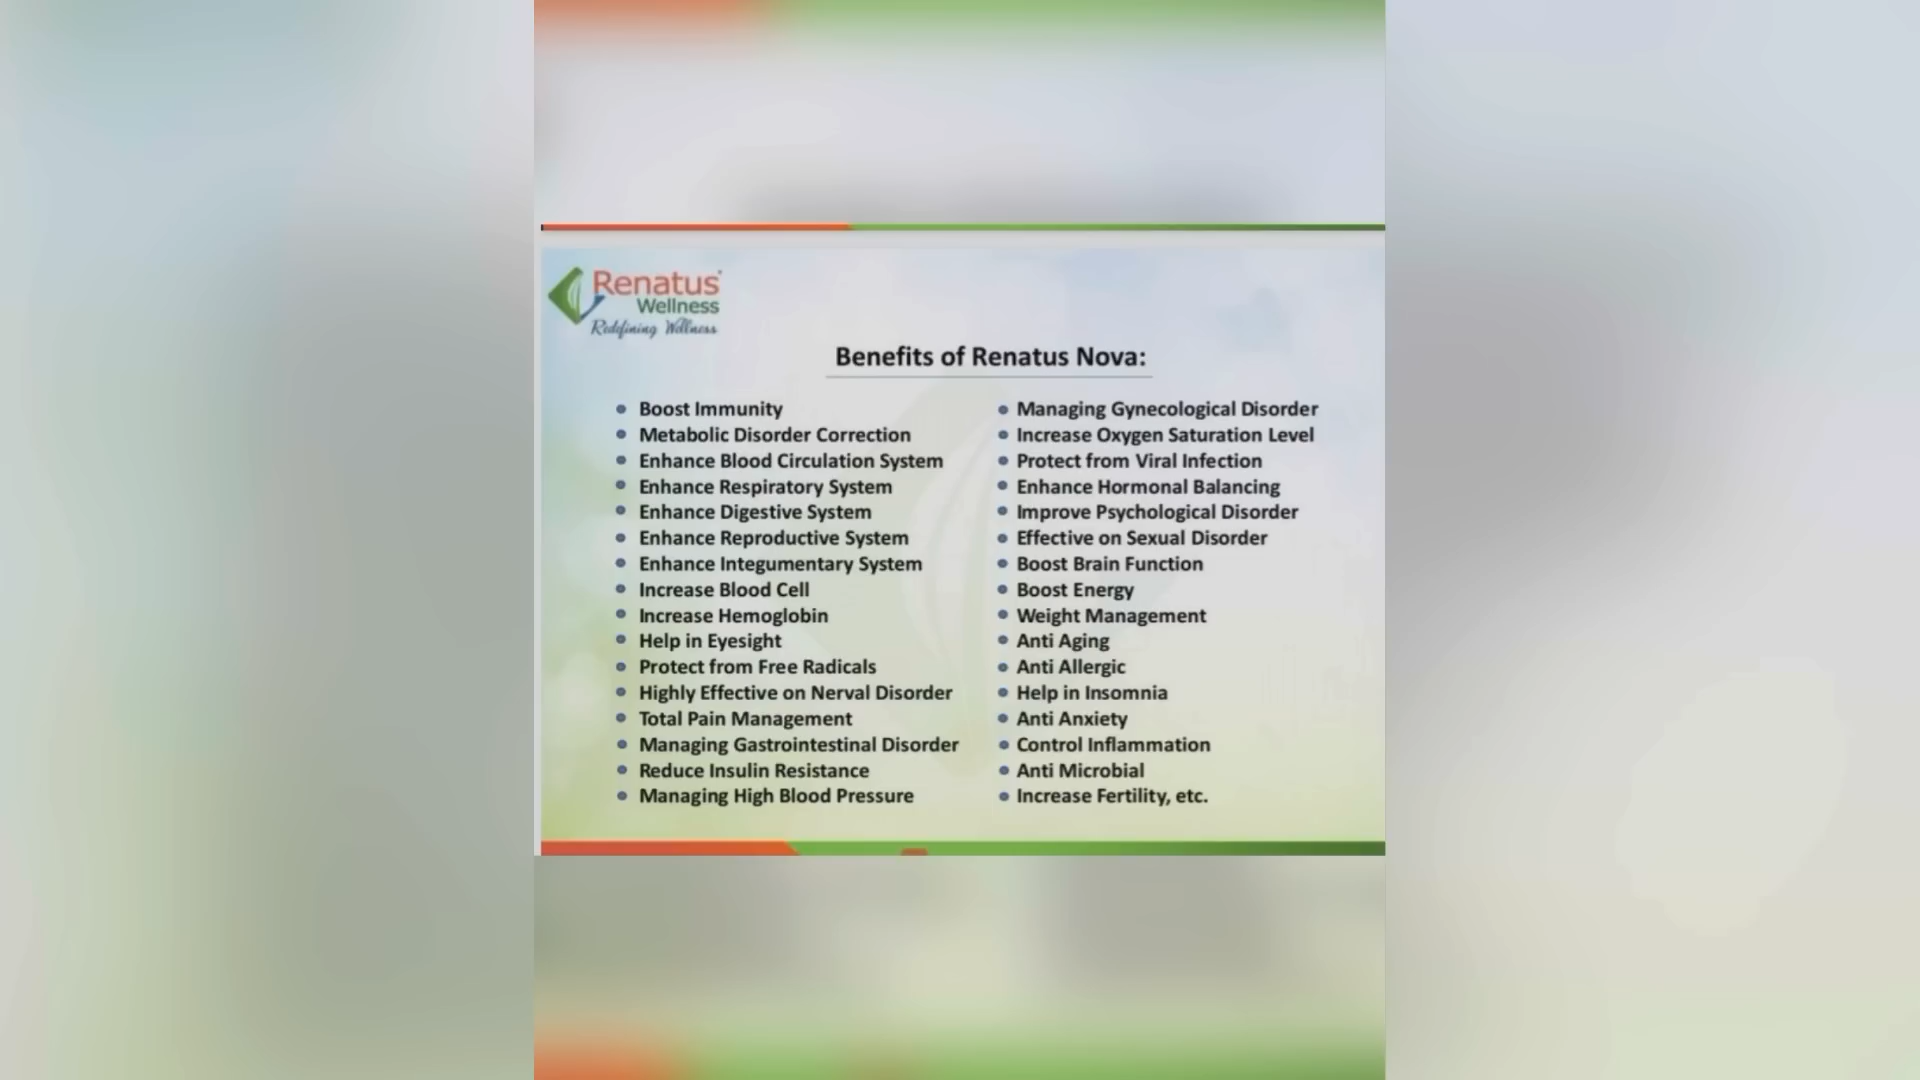 Renatus
Wellness
Redefining Wellness
Benefits of Renatus Nova:
Boost Immunity
Metabolic Disorder Correction
Enhance Blood Circulation System
Enhance Respiratory System
Enhance Digestive System
Enhance Reproductive System
Enhance Integumentary System
Increase Blood Cell
Increase Hemoglobin
Help in Eyesight
Protect from Free Radicals
Highly Effective on Nerval Disorder
Total Pain Management
Managing Gastrointestinal Disorder
Reduce Insulin Resistance
Managing High Blood Pressure
Managing Gynecological Disorder
Increase Oxygen Saturation Level
Protect from Viral Infection
Enhance Hormonal Balancing
Improve Psychological Disorder
Effective on Sexual Disorder
Boost Brain Function
Boost Energy
Weight Management
Anti Aging
Anti Allergic
Help in Insomnia
Anti Anxiety
Control Inflammation
Anti Microbial
Increase Fertility, etc.